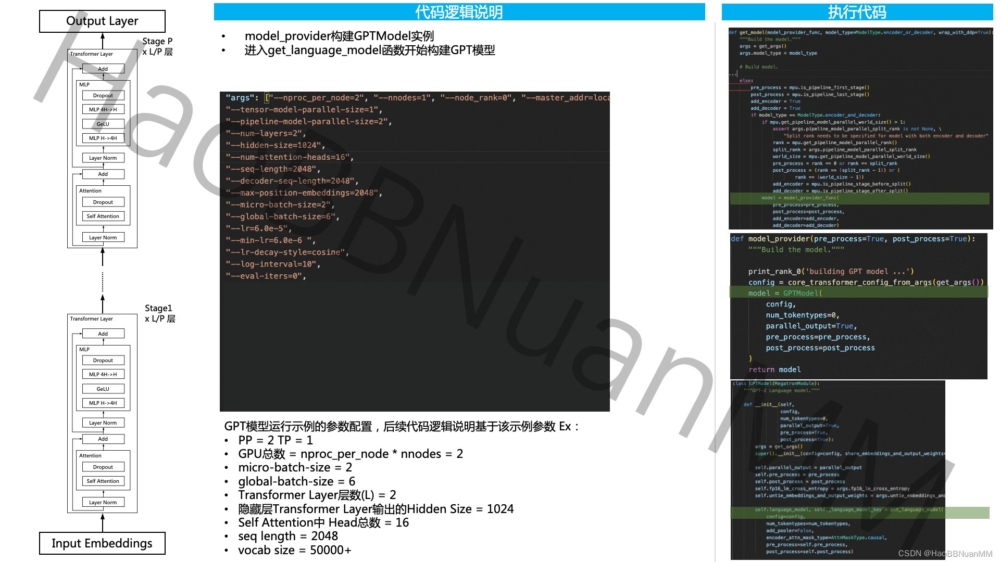 Output Layer
Stage P
x L/P 层
Transformer Layer
Add
MLP
Dropout
MLP 4H->H
GeLU
MLP H->4H
Layer Norm
Add
Attention
Dropout
Self Attention
Layer Norm
Stage1
x L/P 层
Transformer Layer
Add
MLP
Dropout
MLP 4H->H
GeLU
MLP H->4H
Layer Norm
Add
Attention
Dropout
Self Attention
Layer Norm
Input Embeddings
代码逻辑说明
• model_provider构建GPTModel实例
• 进入get_language_model函数开始构建GPT模型
"args": ["--nproc_per_node=2", "--nnodes=1", "--node_rank=0", "--master_addr=loca
"--tensor-model-parallel-size=1",
"--pipeline-model-parallel-size=2",
"--num-layers=2",
"--hidden-size=1024",
"--num-attention-heads=16",
"--seq-length=2048",
"--decoder-seq-length=2048",
"--max-position-embeddings=2048",
"--micro-batch-size=2",
"--global-batch-size=6",
"--lr=6.0e-5",
"--min-lr=6.0e-6 ",
"--lr-decay-style=cosine",
"--log-interval=10",
"--eval-iters=0",
GPT模型运行示例的参数配置，后续代码逻辑说明基于该示例参数 Ex：
• PP = 2 TP = 1
• GPU总数 = nproc_per_node * nnodes = 2
• micro-batch-size = 2
• global-batch-size = 6
• Transformer Layer层数(L) = 2
• 隐藏层Transformer Layer输出的Hidden Size = 1024
• Self Attention中 Head总数 = 16
• seq length = 2048
• vocab size = 50000+
执行代码
def get_model(model_provider_func, model_type=ModelType.encoder_or_decoder, wrap_with_ddp=True):
"""Build the model."""
args = get_args()
args.model_type = model_type
# Build model.
...
else:
pre_process = mpu.is_pipeline_first_stage()
post_process = mpu.is_pipeline_last_stage()
add_encoder = True
add_decoder = True
if model_type == ModelType.encoder_and_decoder:
if mpu.get_pipeline_model_parallel_world_size() > 1:
assert args.pipeline_model_parallel_split_rank is not None, \
"Split rank needs to be specified for model with both encoder and decoder"
rank = mpu.get_pipeline_model_parallel_rank()
split_rank = args.pipeline_model_parallel_split_rank
world_size = mpu.get_pipeline_model_parallel_world_size()
pre_process = rank == 0 or rank == split_rank
post_process = (rank == (split_rank - 1)) or (
rank == (world_size - 1))
add_encoder = mpu.is_pipeline_stage_before_split()
add_decoder = mpu.is_pipeline_stage_after_split()
model = model_provider_func(
pre_process=pre_process,
post_process=post_process,
add_encoder=add_encoder,
add_decoder=add_decoder)
def model_provider(pre_process=True, post_process=True):
"""Build the model."""
print_rank_0('building GPT model ...')
config = core_transformer_config_from_args(get_args())
model = GPTModel(
config,
num_tokentypes=0,
parallel_output=True,
pre_process=pre_process,
post_process=post_process
)
return model
class GPTModel(MegatronModule):
"""GPT-2 Language model."""
def __init__(self,
config,
num_tokentypes=0,
parallel_output=True,
pre_process=True,
post_process=True):
args = get_args()
super().__init__(config=config, share_embeddings_and_output_weights=
self.parallel_output = parallel_output
self.pre_process = pre_process
self.post_process = post_process
self.fp16_lm_cross_entropy = args.fp16_lm_cross_entropy
self.untie_embeddings_and_output_weights = args.untie_embeddings_and
self.language_model, self._language_model_key = get_language_model(
config=config,
num_tokentypes=num_tokentypes,
add_pooler=False,
encoder_attn_mask_type=AttnMaskType.causal,
pre_process=self.pre_process,
post_process=self.post_process)
HaoBBNuanMM
CSDN @HaoBBNuanMM